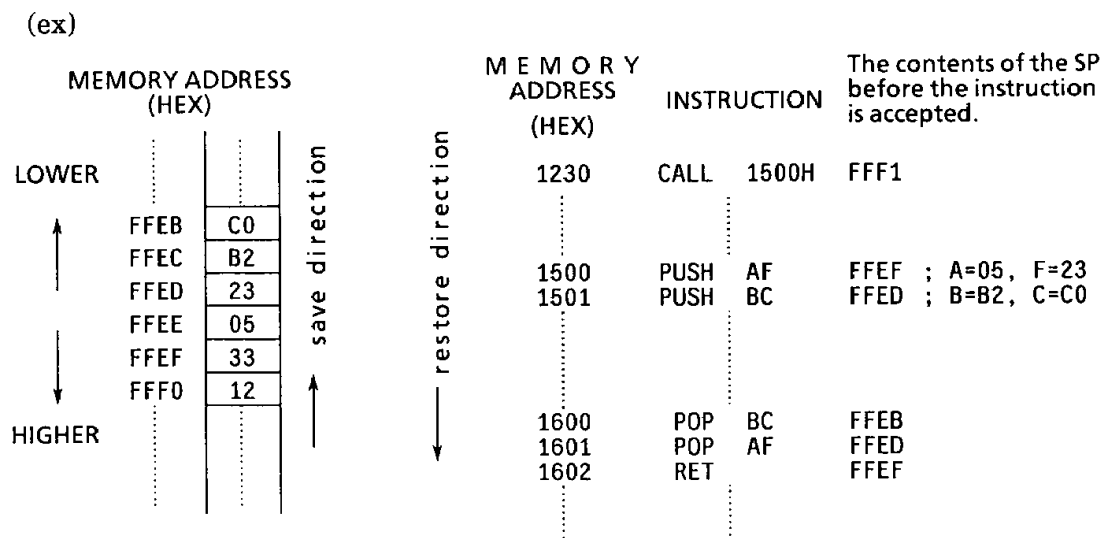 (ex)
MEMORY ADDRESS
(HEX)
LOWER
FFEB C0
FFEC B2
FFED 23
FFEE 05
FFEF 33
FFF0 12
HIGHER
save direction
restore direction
MEMORY
ADDRESS
(HEX)
INSTRUCTION
The contents of the SP
before the instruction
is accepted.
1230 CALL 1500H FFF1
1500 PUSH AF FFEF ; A=05, F=23
1501 PUSH BC FFED ; B=B2, C=C0
1600 POP BC FFEB
1601 POP AF FFED
1602 RET FFEF